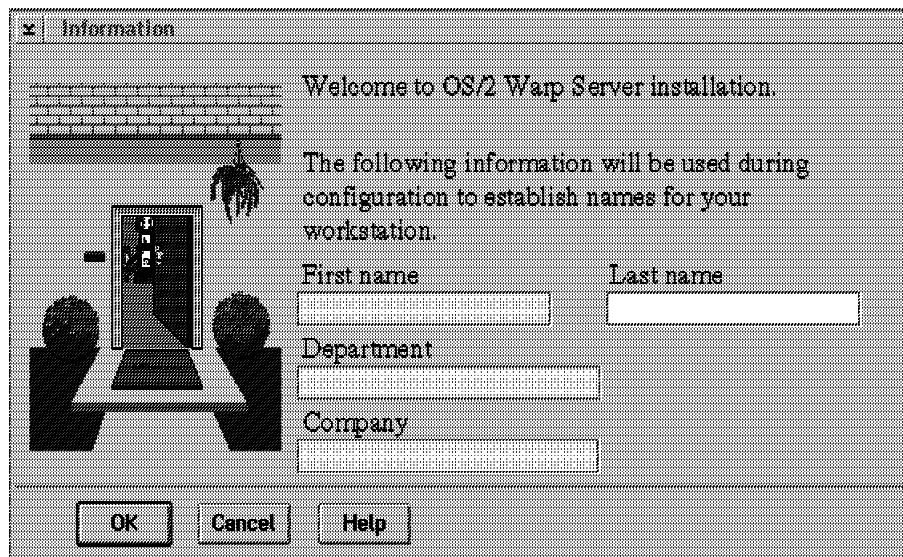 Information
Welcome to OS/2 Warp Server installation.
The following information will be used during
configuration to establish names for your
workstation.
First name Last name
Department
Company
OK Cancel Help